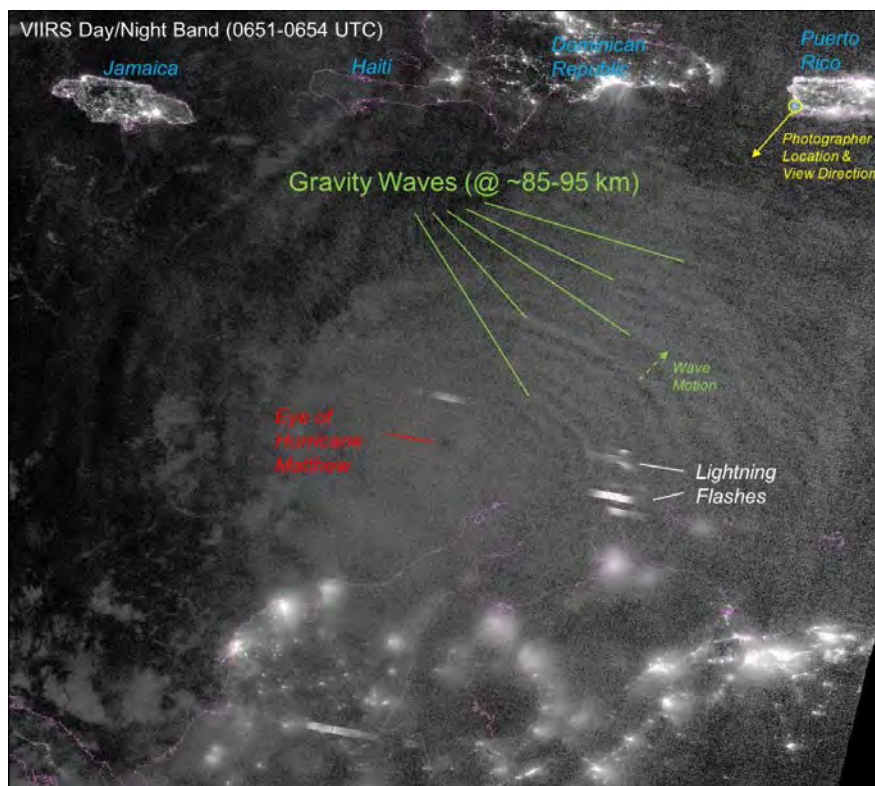 VIIRS Day/Night Band (0651-0654 UTC)
Jamaica
Haiti
Dominican
Republic
Puerto
Rico
Photographer
Location &
View Direction
Gravity Waves (@ ~85-95 km)
Wave
Motion
Eye of
Hurricane
Matthew
Lightning
Flashes